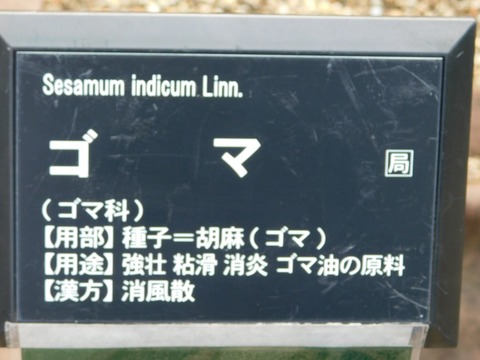 Sesamum indicum Linn.
ゴマ 局
(ゴマ科)
【用部】種子=胡麻(ゴマ)
【用途】強壮 粘滑 消炎 ゴマ油の原料
【漢方】消風散